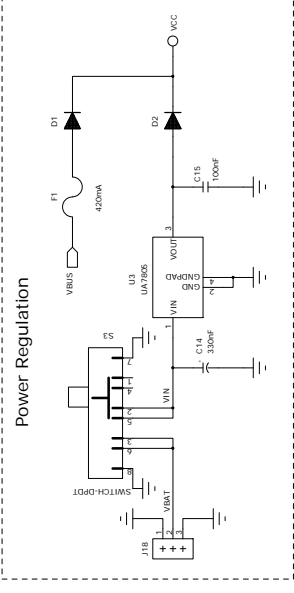 Power Regulation
VCC
D1
D2
F1
420mA
VBUS
C15
100nF
3
VOUT
U3
UA7805
GNDPAD
GND
4
2
VIN
1
C14
330nF
VIN
S3
7
1
4
2
5
3
6
8
SWITCH-DPDT
VBAT
J18
1
2
3